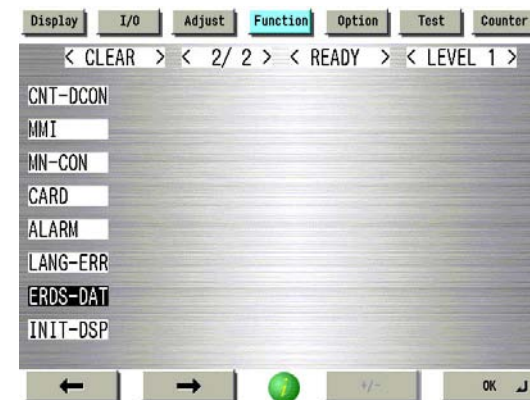 Display I/O Adjust Function Option Test Counter
< CLEAR > < 2/ 2 > < READY > < LEVEL 1 >
CNT-DCON
MMI
MN-CON
CARD
ALARM
LANG-ERR
ERDS-DAT
INIT-DSP
+/- OK